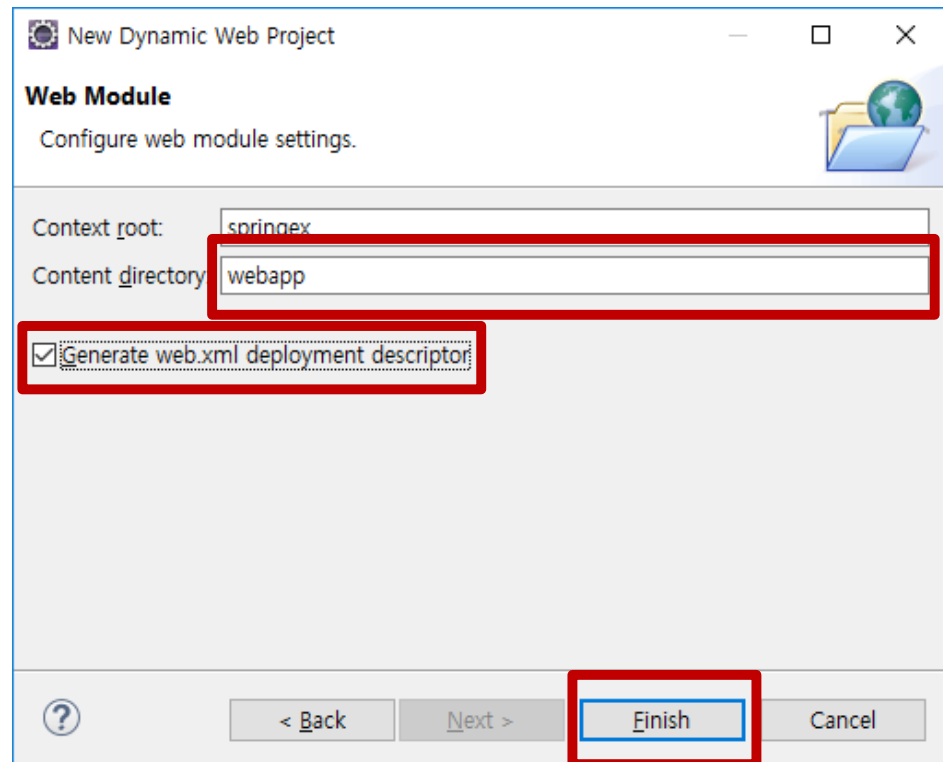 New Dynamic Web Project
Web Module
Configure web module settings.
Context root: springex
Content directory: webapp
Generate web.xml deployment descriptor
< Back Next > Finish Cancel